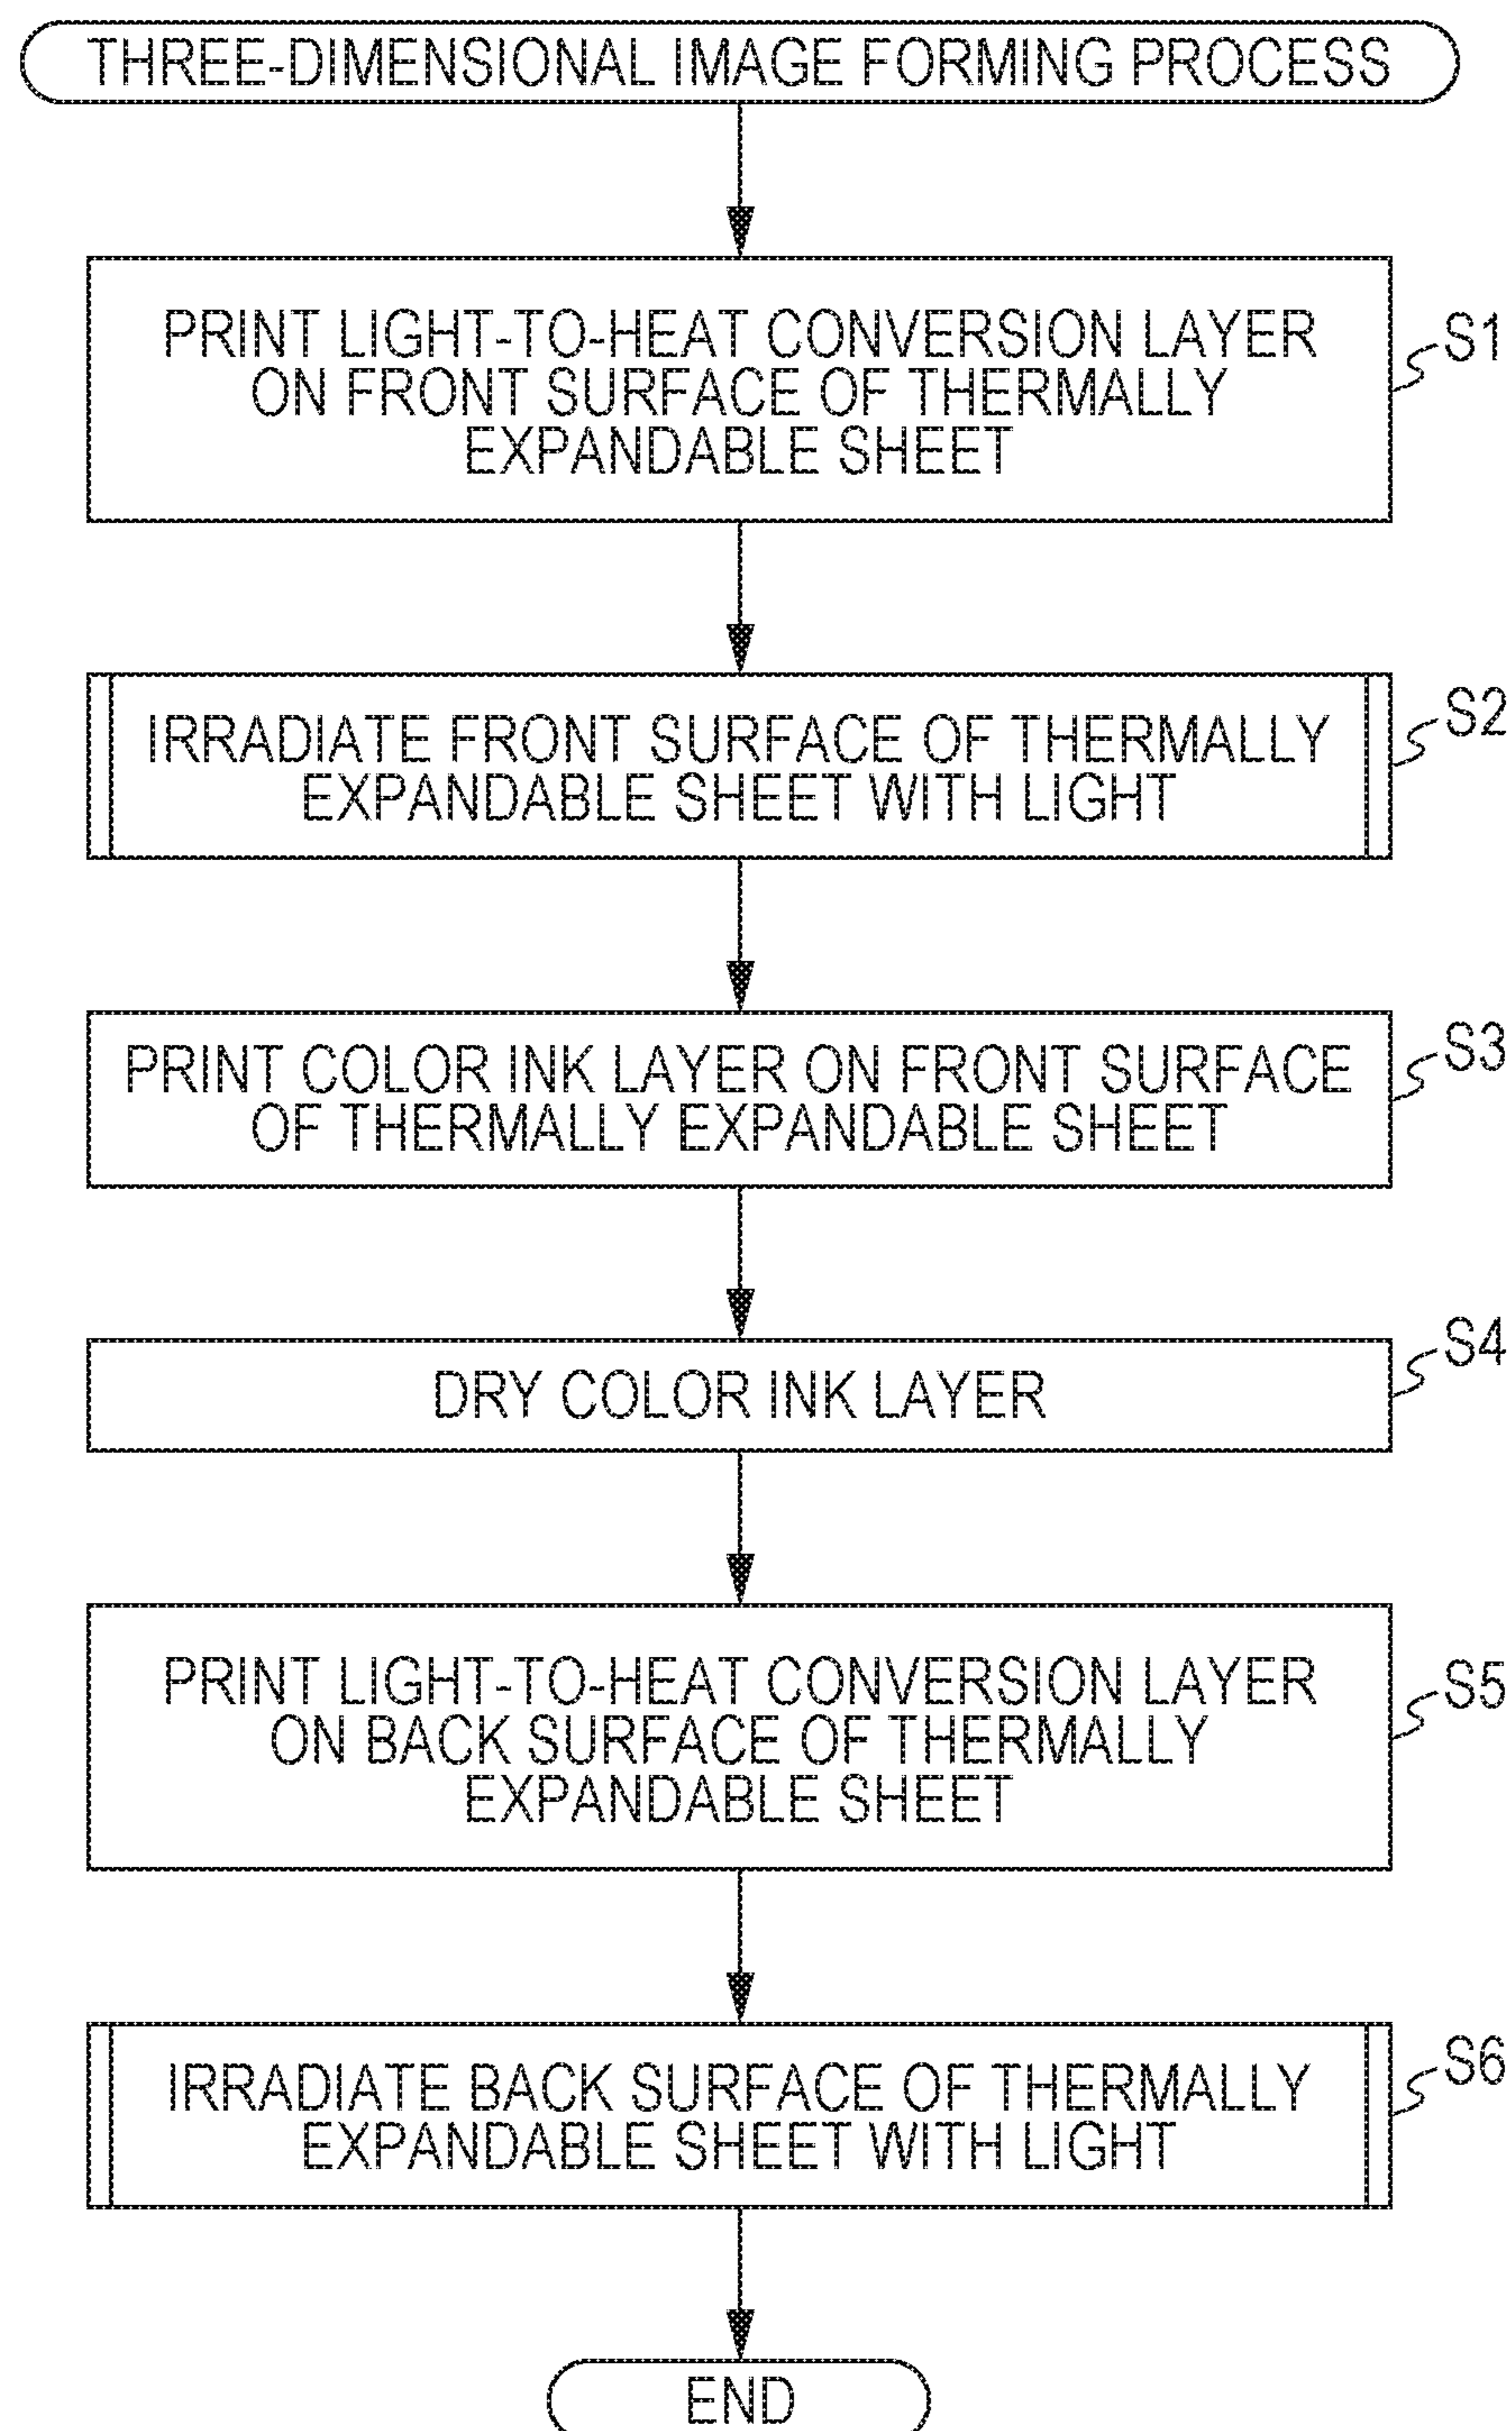 THREE-DIMENSIONAL IMAGE FORMING PROCESS
PRINT LIGHT-TO-HEAT CONVERSION LAYER
ON FRONT SURFACE OF THERMALLY
EXPANDABLE SHEET
S1
IRRADIATE FRONT SURFACE OF THERMALLY
EXPANDABLE SHEET WITH LIGHT
S2
PRINT COLOR INK LAYER ON FRONT SURFACE
OF THERMALLY EXPANDABLE SHEET
S3
DRY COLOR INK LAYER
S4
PRINT LIGHT-TO-HEAT CONVERSION LAYER
ON BACK SURFACE OF THERMALLY
EXPANDABLE SHEET
S5
IRRADIATE BACK SURFACE OF THERMALLY
EXPANDABLE SHEET WITH LIGHT
S6
END